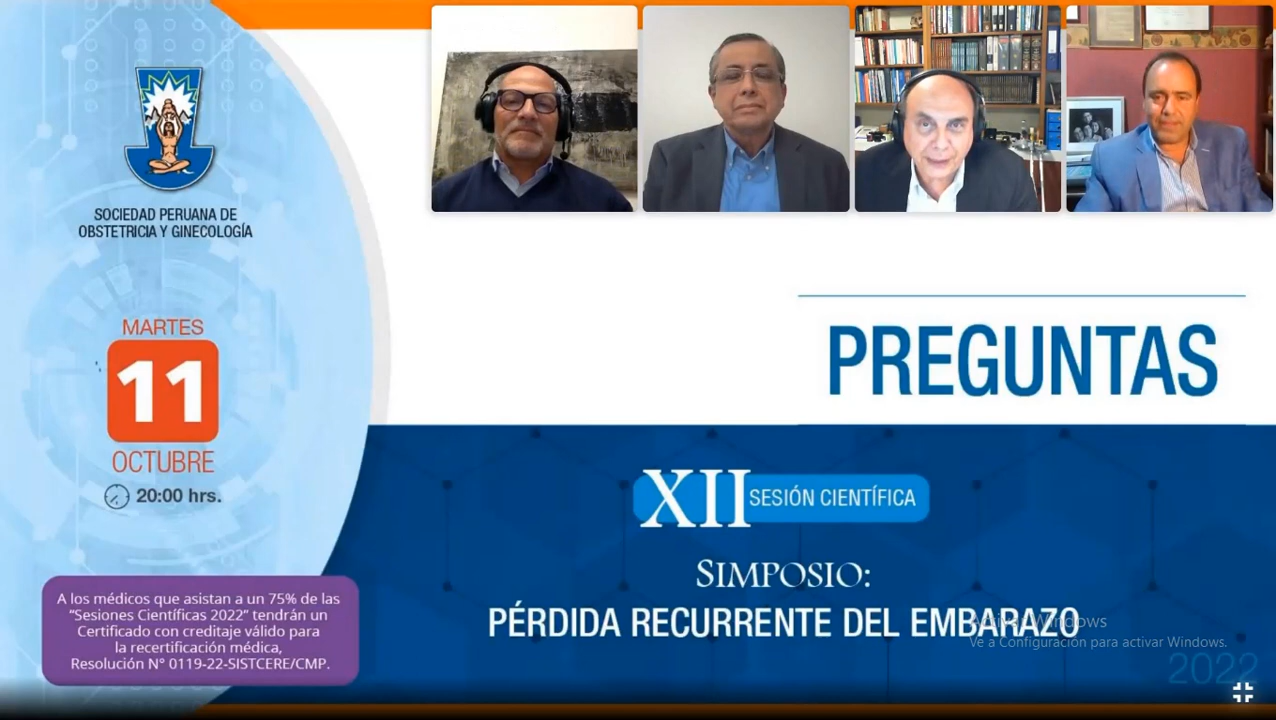 SOCIEDAD PERUANA DE
OBSTETRICIA Y GINECOLOGÍA
MARTES
11
OCTUBRE
20:00 hrs.
A los médicos que asistan a un 75% de las
“Sesiones Científicas 2022” tendrán un
Certificado con creditaje válido para
la recertificación médica,
Resolución N° 0119-22-SISTCERE/CMP.
PREGUNTAS
XII SESIÓN CIENTÍFICA
SIMPOSIO:
PÉRDIDA RECURRENTE DEL EMBARAZO
Activar Windows
Ve a Configuración para activar Windows.
2022